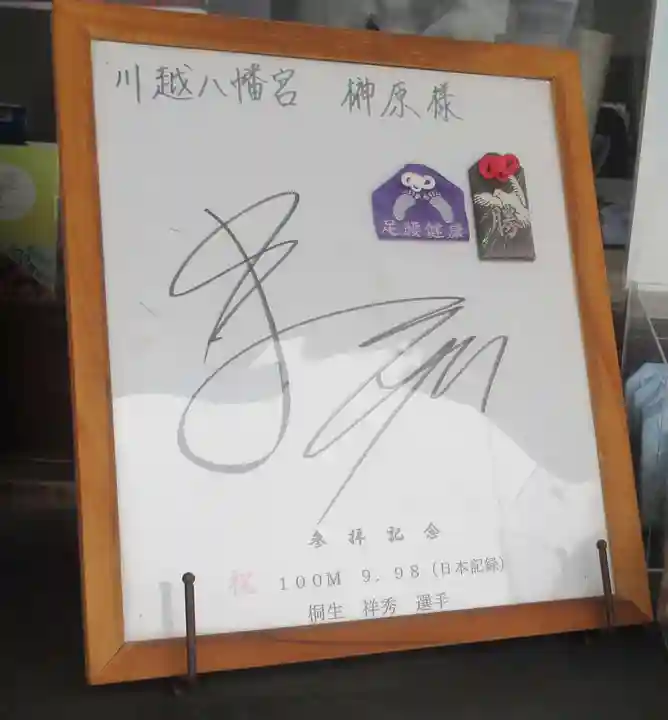 川越八幡宮 榊原様
足腰健康
勝
参拝記念
祝 100M 9.98(日本記録)
桐生 祥秀 選手